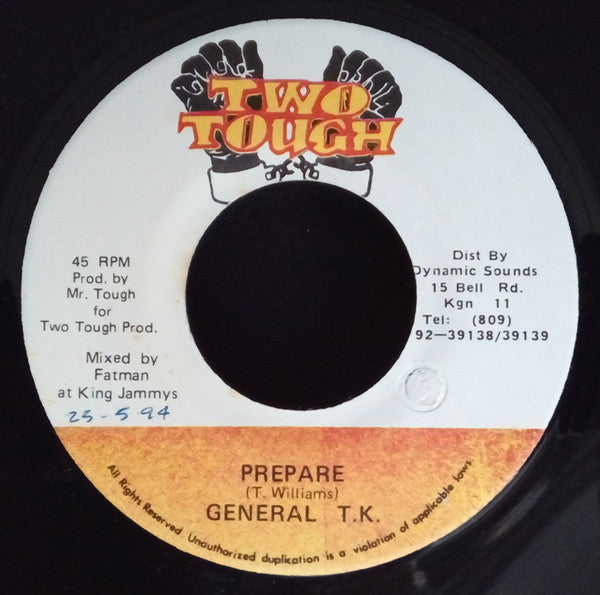 TWO
TOUGH
45 RPM
Prod. by
Mr. Tough
for
Two Tough Prod.
Mixed by
Fatman
at King Jammys
25-5-94
Dist By
Dynamic Sounds
15 Bell Rd.
Kgn 11
Tel: (809)
92-39138/39139
PREPARE
(T. Williams)
GENERAL T.K.
All Rights Reserved. Unauthorized duplication is a violation of applicable laws.